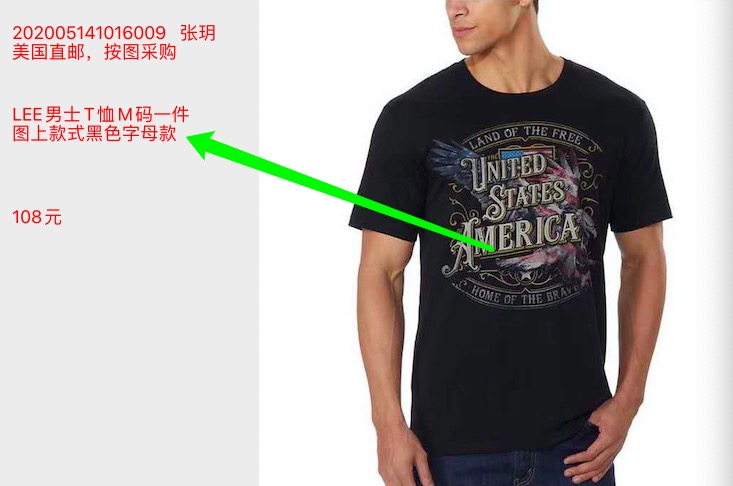 202005141016009 张玥
美国直邮，按图采购
LEE男士T恤M码一件
图上款式黑色字母款
108元
LAND OF THE FREE
THE
UNITED
STATES
AMERICA
HOME OF THE BRAVE